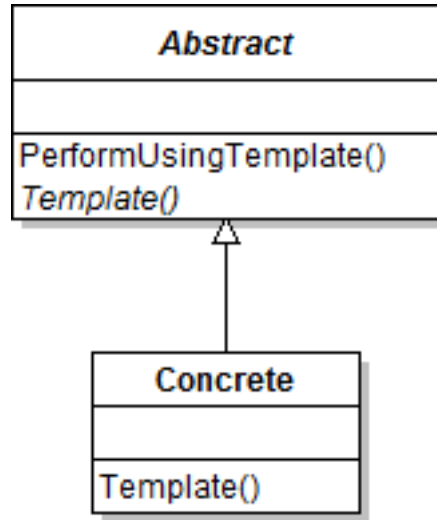 Abstract
PerformUsingTemplate()
Template()
Concrete
Template()